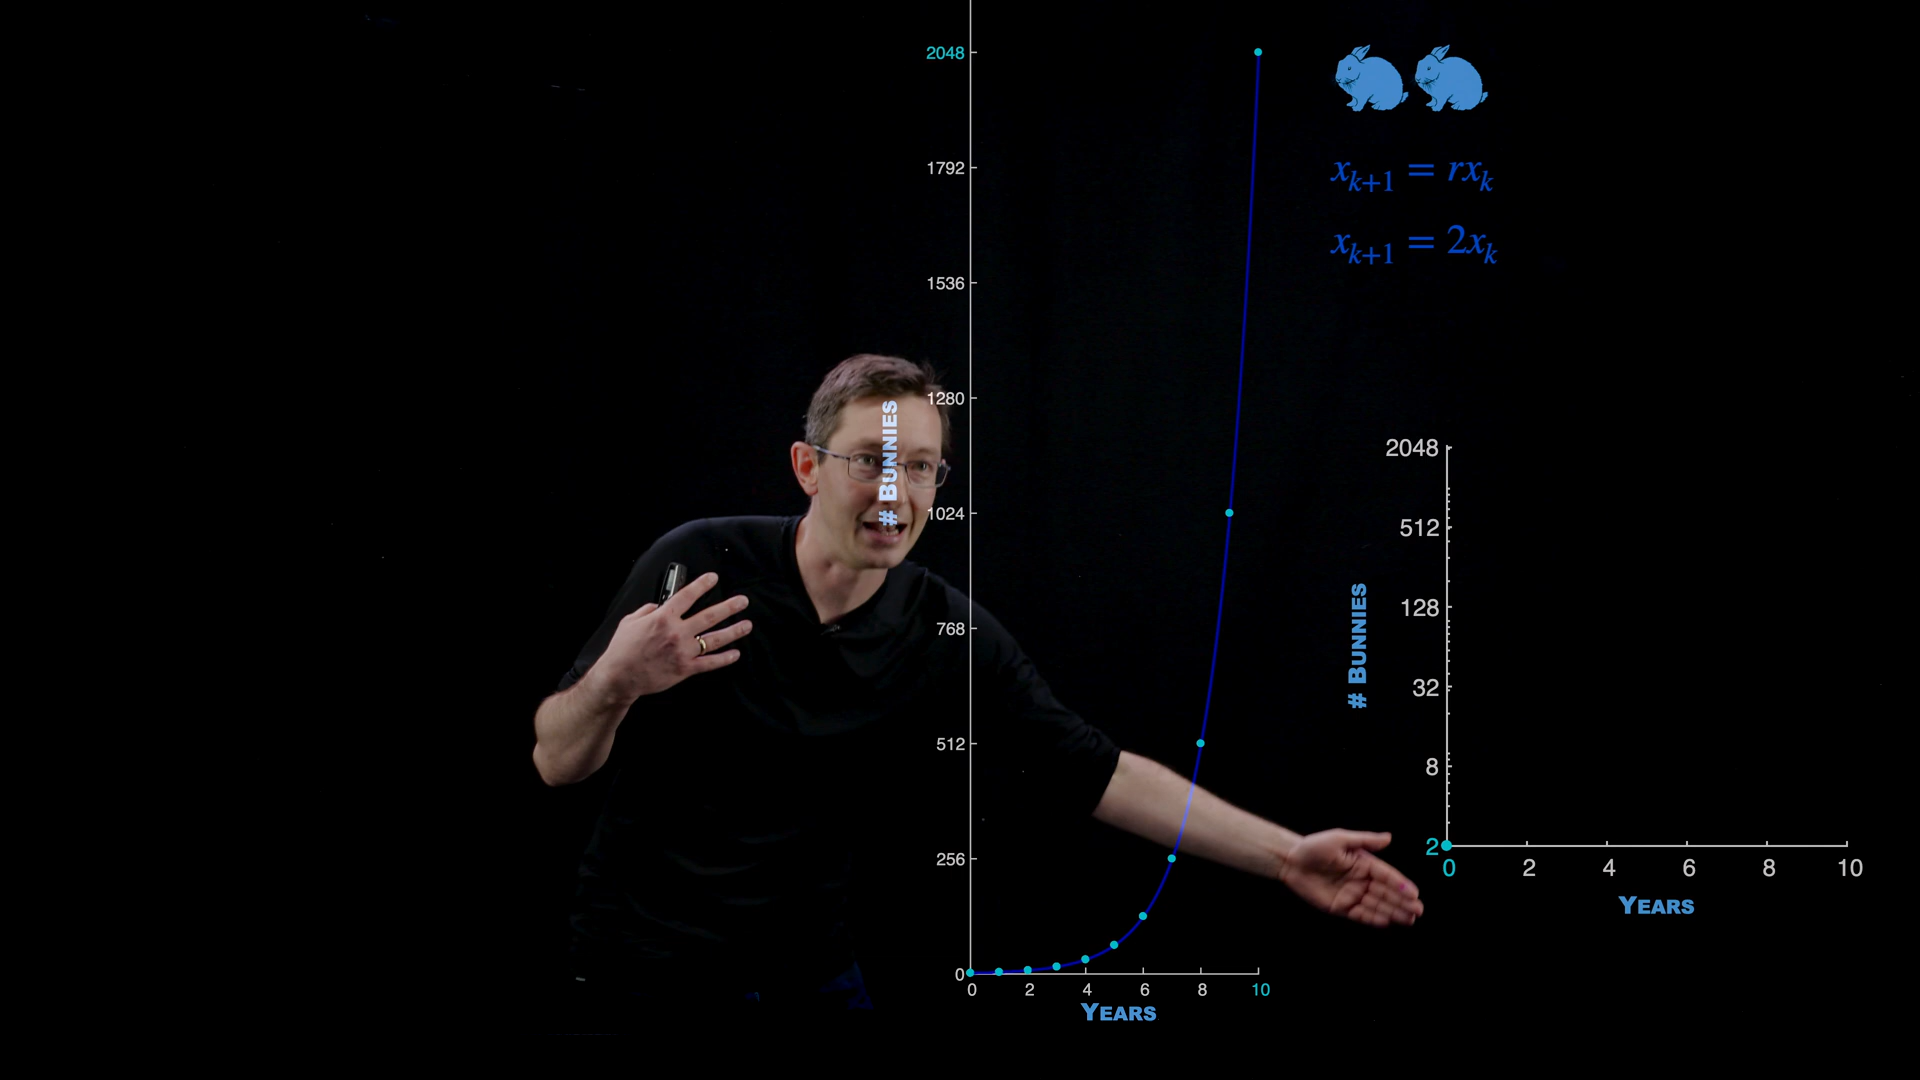 2048
1792
1536
1280
1024
768
512
256
0
# BUNNIES
0 2 4 6 8 10
YEARS
x_{k+1} = rx_k
x_{k+1} = 2x_k
2048
512
128
32
8
2
# BUNNIES
0 2 4 6 8 10
YEARS